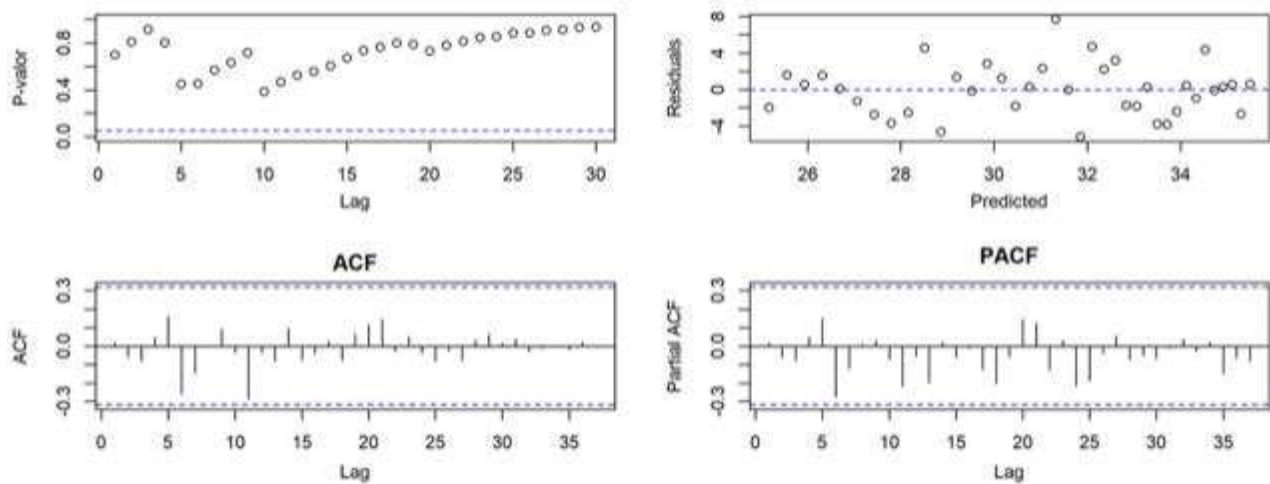 P-valor
0.0 0.4 0.8
0 5 10 15 20 25 30
Lag
Residuals
-4 0 4 8
26 28 30 32 34
Predicted
ACF
ACF
-0.3 0.0 0.3
0 5 10 15 20 25 30 35
Lag
PACF
Partial ACF
-0.3 0.0 0.3
0 5 10 15 20 25 30 35
Lag